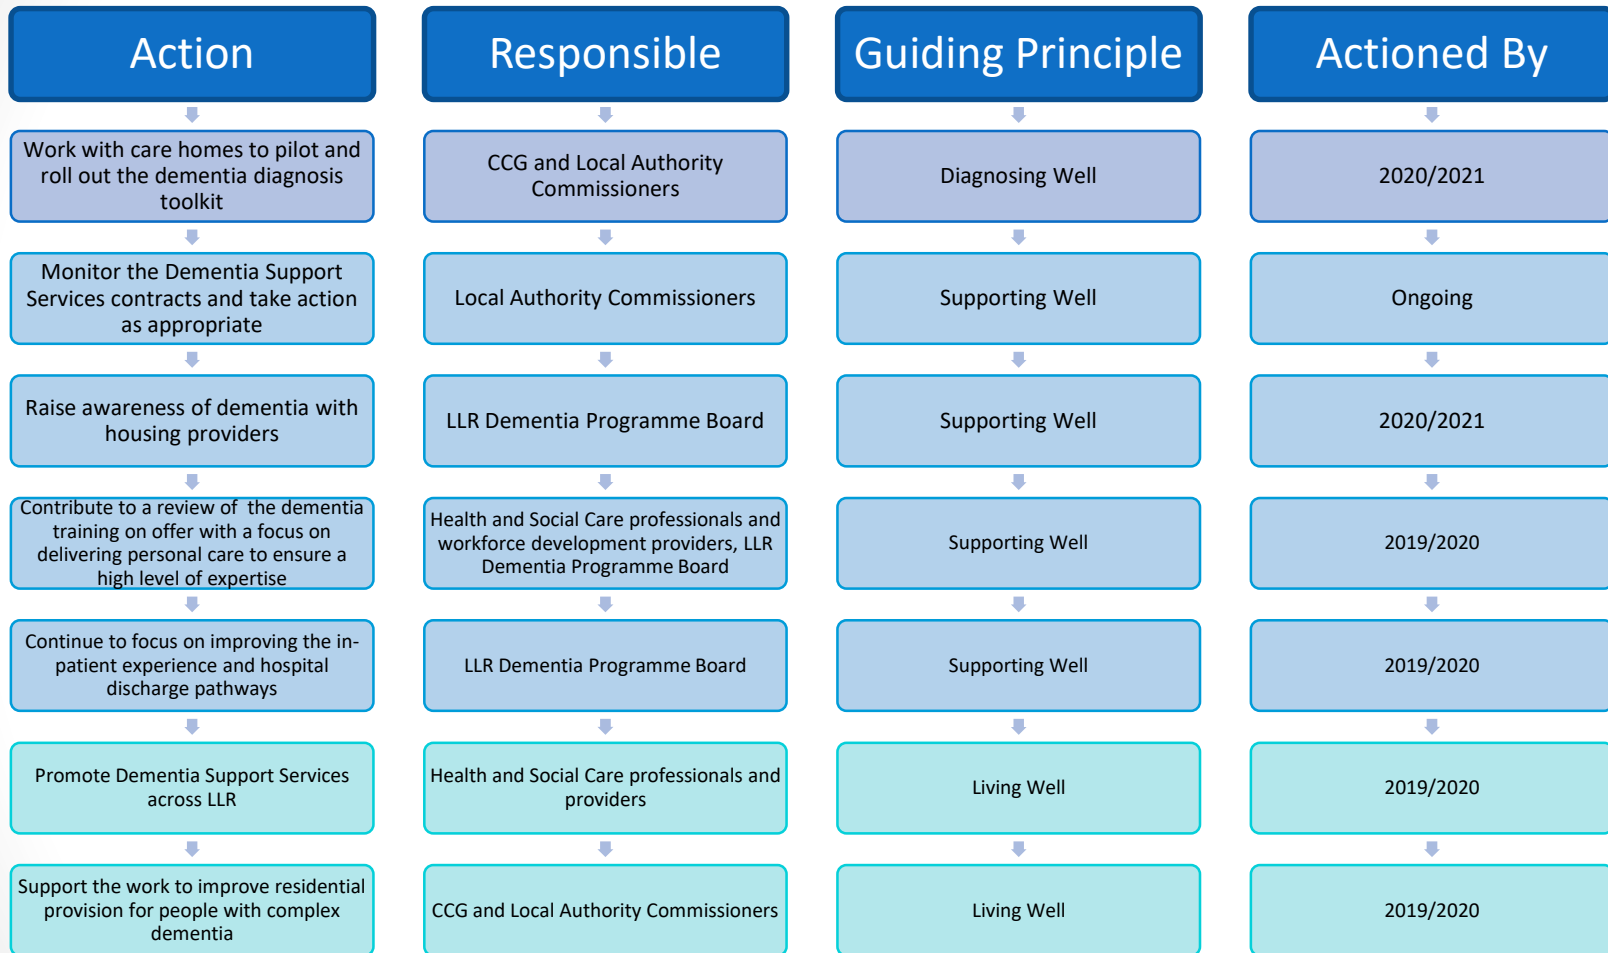 Action
Responsible
Guiding Principle
Actioned By
Work with care homes to pilot and
roll out the dementia diagnosis
toolkit
CCG and Local Authority
Commissioners
Diagnosing Well
2020/2021
Monitor the Dementia Support
Services contracts and take action
as appropriate
Local Authority Commissioners
Supporting Well
Ongoing
Raise awareness of dementia with
housing providers
LLR Dementia Programme Board
Supporting Well
2020/2021
Contribute to a review of the dementia
training on offer with a focus on
delivering personal care to ensure a
high level of expertise
Health and Social Care professionals and
workforce development providers, LLR
Dementia Programme Board
Supporting Well
2019/2020
Continue to focus on improving the in-
patient experience and hospital
discharge pathways
LLR Dementia Programme Board
Supporting Well
2019/2020
Promote Dementia Support Services
across LLR
Health and Social Care professionals and
providers
Living Well
2019/2020
Support the work to improve residential
provision for people with complex
dementia
CCG and Local Authority Commissioners
Living Well
2019/2020